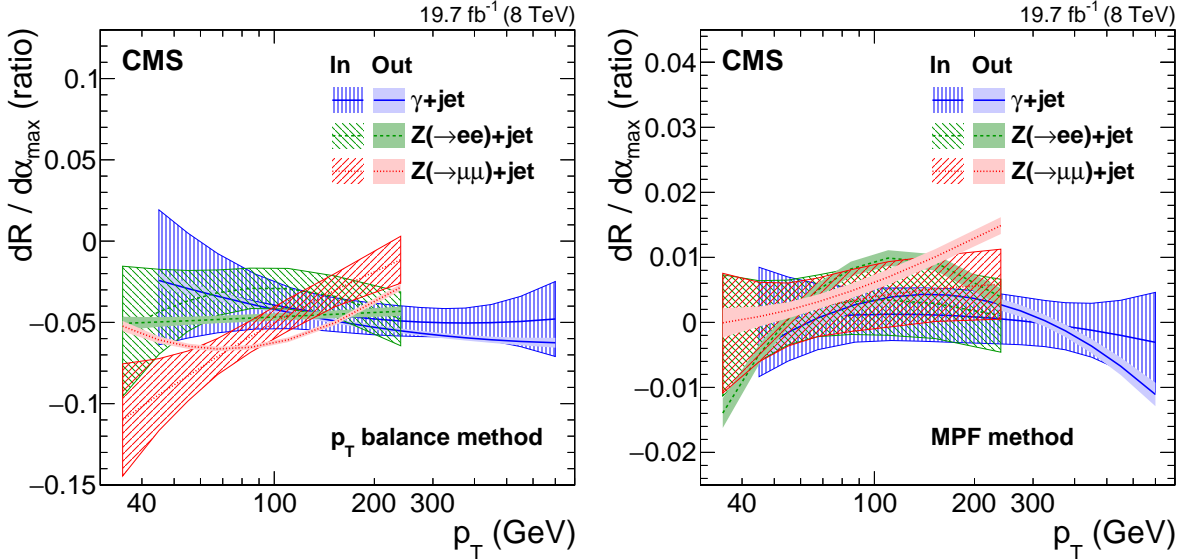 19.7 fb⁻¹ (8 TeV)
CMS
In Out
γ+jet
Z(→ee)+jet
Z(→μμ)+jet
dR / dα_max (ratio)
0.1
0.05
0
−0.05
−0.1
−0.15
p_T balance method
40 100 200 300
p_T (GeV)
19.7 fb⁻¹ (8 TeV)
CMS
In Out
γ+jet
Z(→ee)+jet
Z(→μμ)+jet
dR / dα_max (ratio)
0.04
0.03
0.02
0.01
0
−0.01
−0.02
MPF method
40 100 200 300
p_T (GeV)